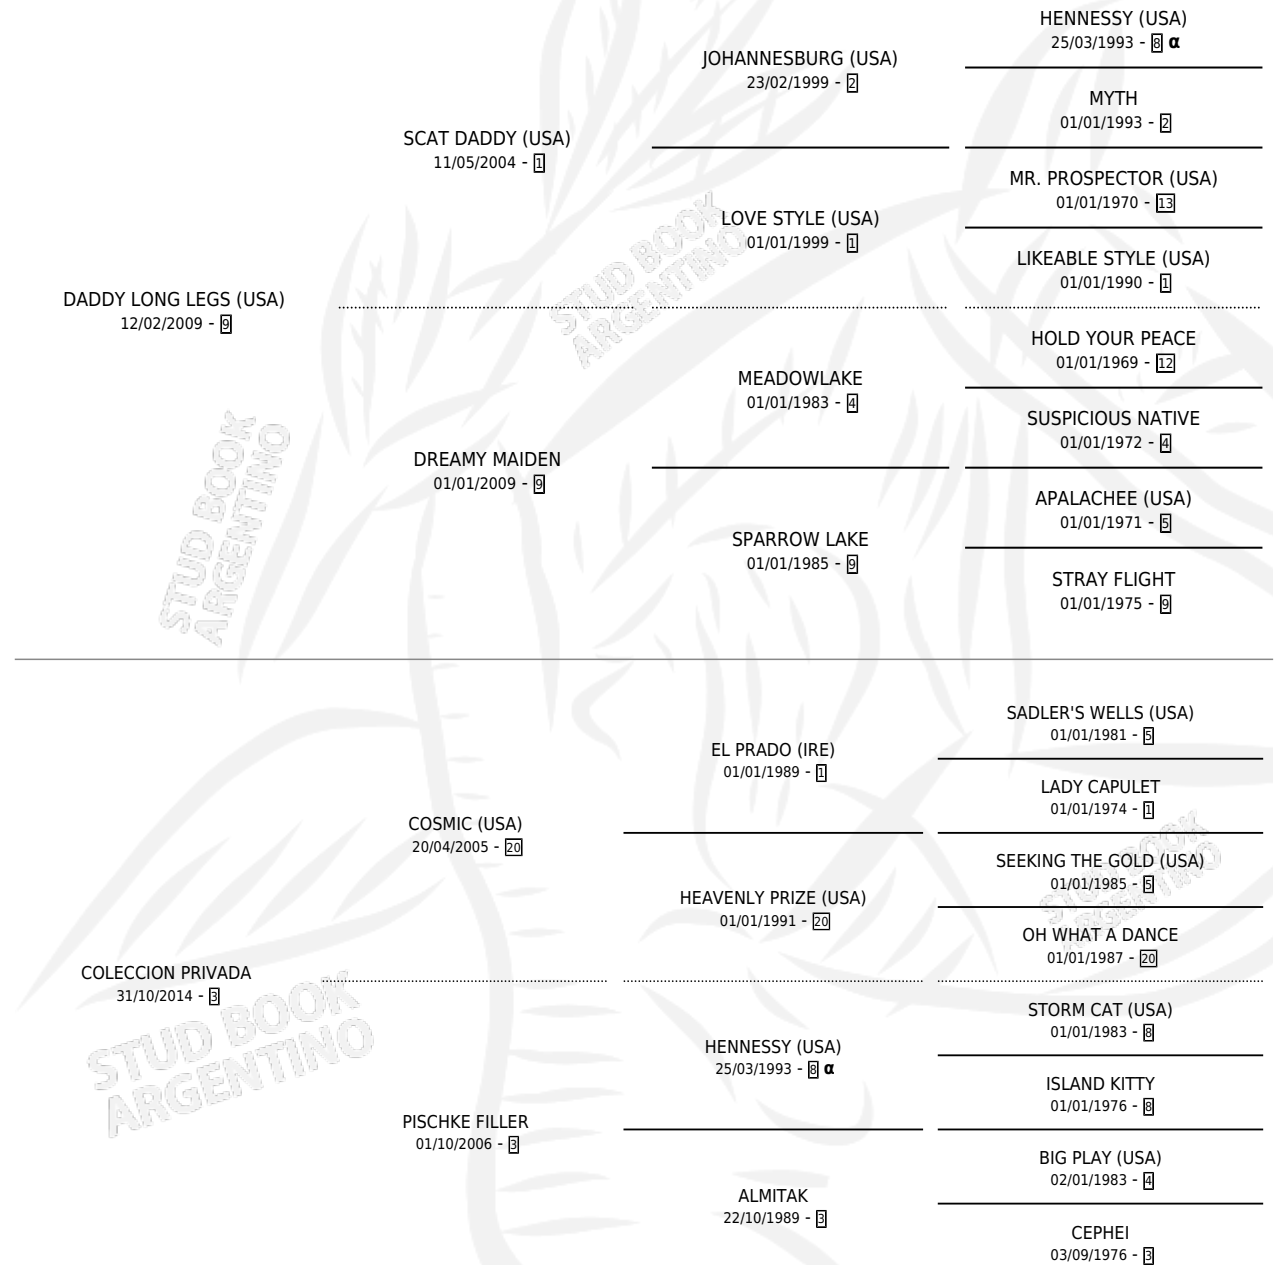 HENNESSY (USA)
25/03/1993 - 8 α
JOHANNESBURG (USA)
23/02/1999 - 2
MYTH
01/01/1993 - 2
SCAT DADDY (USA)
11/05/2004 - 1
MR. PROSPECTOR (USA)
01/01/1970 - 13
LOVE STYLE (USA)
01/01/1999 - 1
LIKEABLE STYLE (USA)
01/01/1990 - 1
DADDY LONG LEGS (USA)
12/02/2009 - 9
HOLD YOUR PEACE
01/01/1969 - 12
MEADOWLAKE
01/01/1983 - 4
SUSPICIOUS NATIVE
01/01/1972 - 4
DREAMY MAIDEN
01/01/2009 - 9
APALACHEE (USA)
01/01/1971 - 5
SPARROW LAKE
01/01/1985 - 9
STRAY FLIGHT
01/01/1975 - 9
SADLER'S WELLS (USA)
01/01/1981 - 5
EL PRADO (IRE)
01/01/1989 - 1
LADY CAPULET
01/01/1974 - 1
COSMIC (USA)
20/04/2005 - 20
SEEKING THE GOLD (USA)
01/01/1985 - 5
HEAVENLY PRIZE (USA)
01/01/1991 - 20
OH WHAT A DANCE
01/01/1987 - 20
COLECCION PRIVADA
31/10/2014 - 3
STORM CAT (USA)
01/01/1983 - 8
HENNESSY (USA)
25/03/1993 - 8 α
ISLAND KITTY
01/01/1976 - 8
PISCHKE FILLER
01/10/2006 - 3
BIG PLAY (USA)
02/01/1983 - 4
ALMITAK
22/10/1989 - 3
CEPHEI
03/09/1976 - 3
STUD BOOK
ARGENTINO
STUD BOOK
ARGENTINO
STUD BOOK
ARGENTINO
STUD BOOK
ARGENTINO